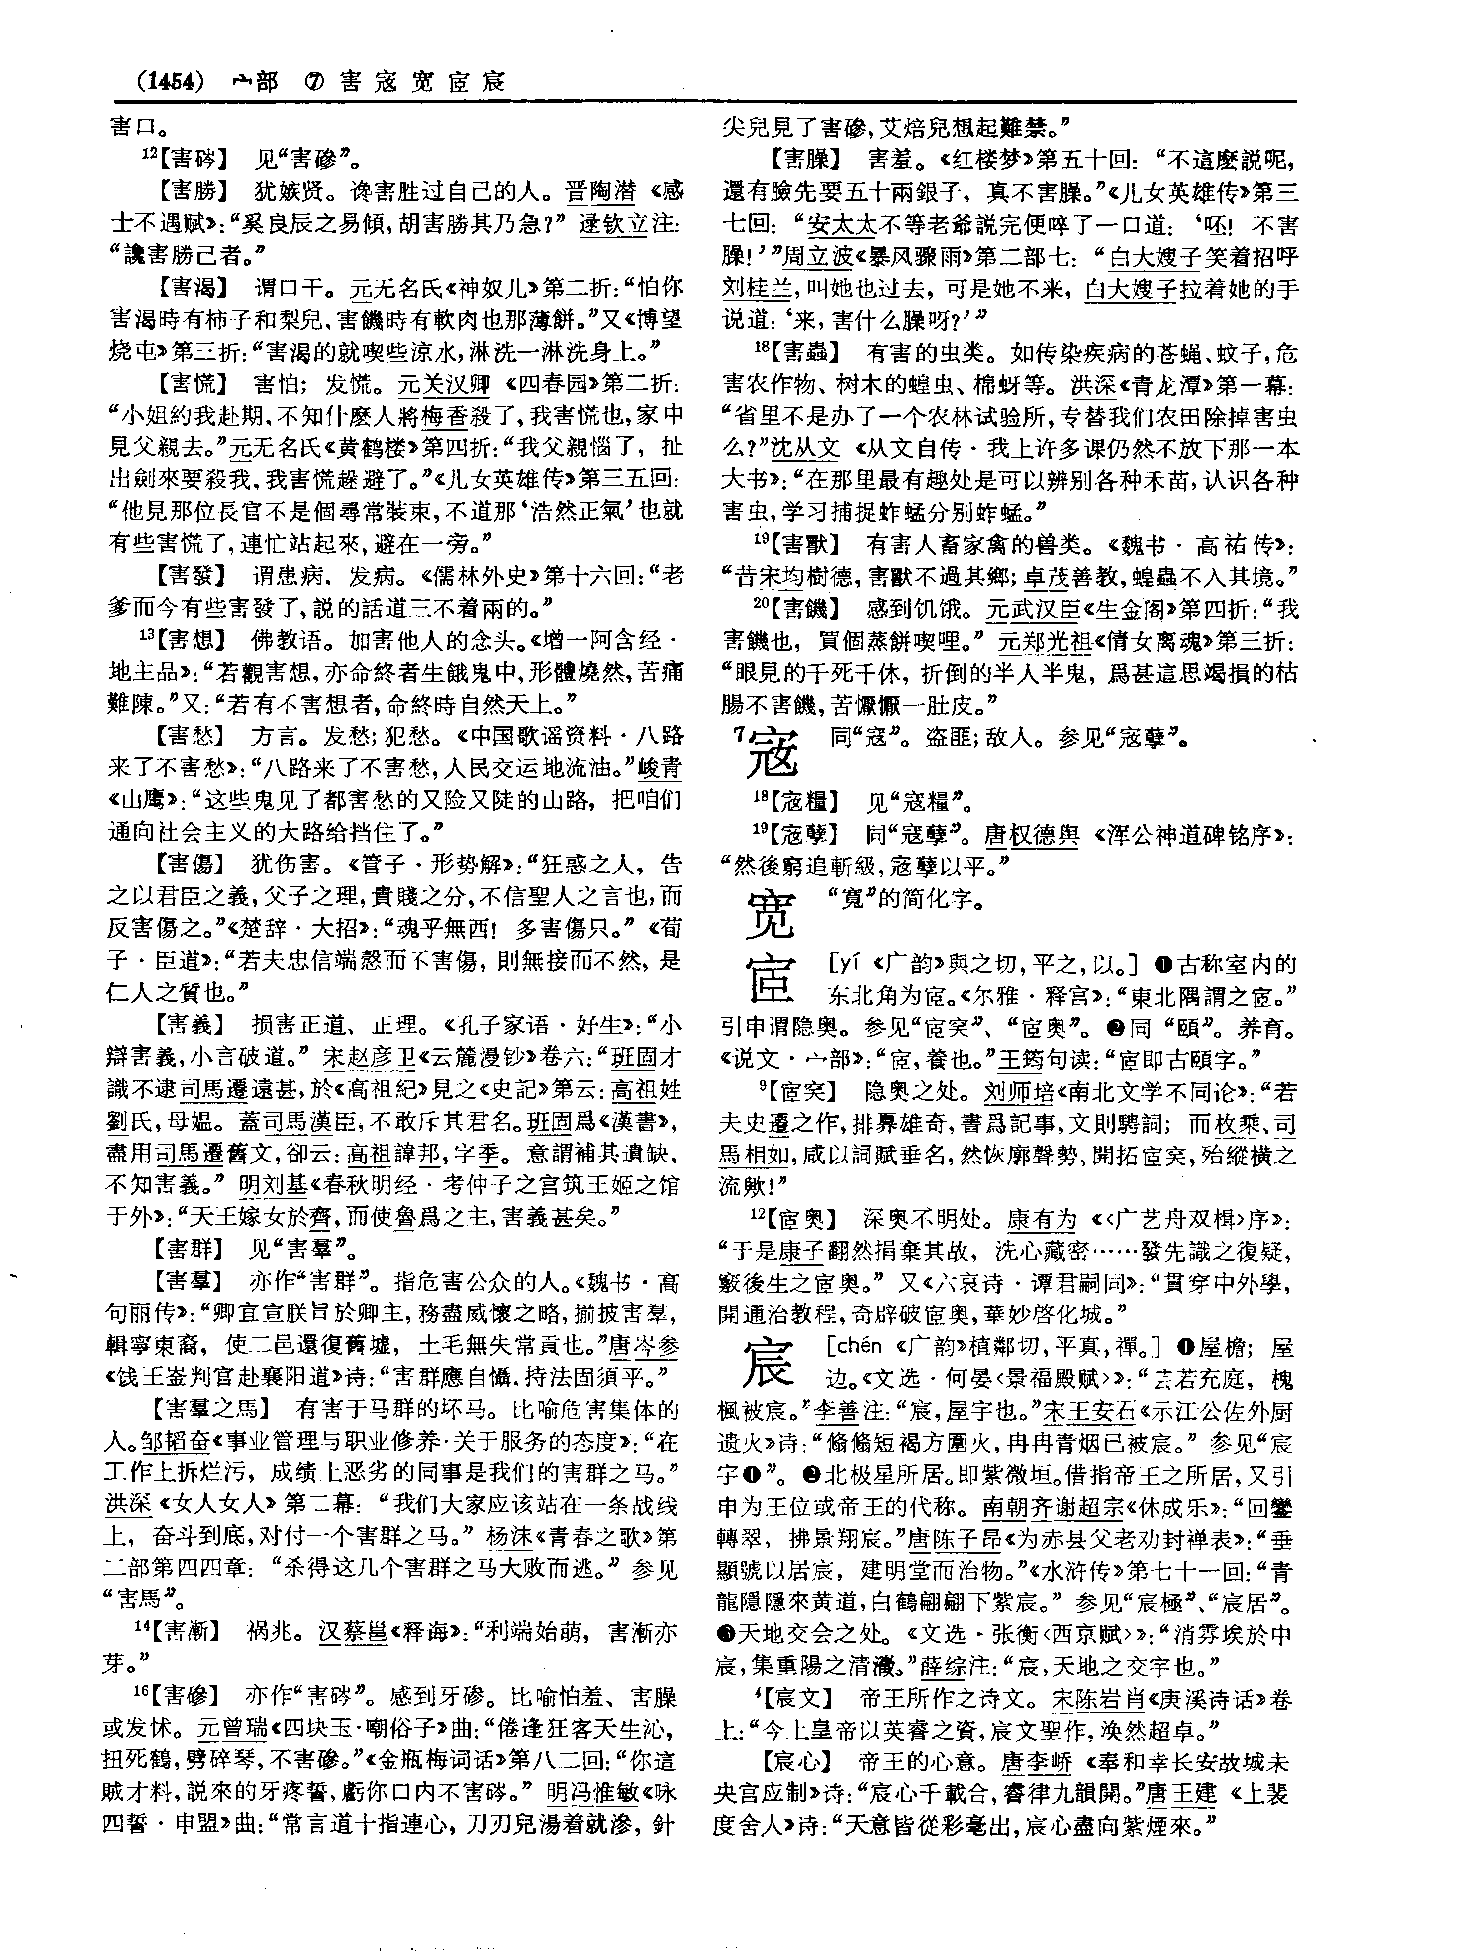 (1454) 宀部 ⑦ 害寇宽宧宸
害口。
12【害硶】 见“害磣”。
【害勝】 犹嫉贤。谗害胜过自己的人。晋陶潜《感
士不遇赋》：“奚良辰之易傾，胡害勝其乃急？”逯钦立注：
“讒害勝己者。”
【害渴】 谓口干。元无名氏《神奴儿》第二折：“怕你
害渴時有柿子和梨兒、害饑時有軟肉也那薄餅。”又《博望
烧屯》第三折：“害渴的就喫些涼水，淋洗一淋洗身上。”
【害慌】 害怕；发慌。元关汉卿《四春园》第二折：
“小姐約我赴期，不知什麽人將梅香殺了，我害慌也，家中
見父親去。”元无名氏《黄鹤楼》第四折：“我父親惱了，扯
出劍來要殺我，我害慌趓避了。”《儿女英雄传》第三五回：
“他見那位長官不是個尋常裝束，不道那‘浩然正氣’也就
有些害慌了，連忙站起來，避在一旁。”
【害發】 谓患病、发病。《儒林外史》第十六回：“老
爹而今有些害發了，説的話道三不着兩的。”
13【害想】 佛教语。加害他人的念头。《增一阿含经·
地主品》：“若觀害想，亦命終者生餓鬼中，形體燒然，苦痛
難陳。”又：“若有不害想者，命終時自然天上。”
【害愁】 方言。发愁；犯愁。《中国歌谣资料·八路
来了不害愁》：“八路来了不害愁，人民交运地流油。”峻青
《山鹰》：“这些鬼见了都害愁的又险又陡的山路，把咱们
通向社会主义的大路给挡住了。”
【害傷】 犹伤害。《管子·形势解》：“狂惑之人，告
之以君臣之義，父子之理，貴賤之分，不信聖人之言也，而
反害傷之。”《楚辞·大招》：“魂乎無西！多害傷只。”《荀
子·臣道》：“若夫忠信端慤而不害傷，則無接而不然，是
仁人之質也。”
【害義】 损害正道、正理。《孔子家语·好生》：“小
辯害義，小言破道。”宋赵彦卫《云麓漫钞》卷六：“班固才
識不逮司馬遷遠甚，於《高祖紀》見之《史記》第云：高祖姓
劉氏，母媪。蓋司馬漢臣，不敢斥其君名。班固爲《漢書》，
盡用司馬遷舊文，卻云：高祖諱邦，字季。意謂補其遺缺、
不知害義。”明刘基《春秋明经·考仲子之宫筑王姬之馆
于外》：“天王嫁女於齊，而使魯爲之主，害義甚矣。”
【害群】 见“害羣”。
【害羣】 亦作“害群”。指危害公众的人。《魏书·高
句丽传》：“卿宜宣朕旨於卿主，務盡威懷之略，揃披害羣，
輯寧東裔，使二邑還復舊墟，土毛無失常貢也。”唐岑参
《饯王崟判官赴襄阳道》诗：“害群應自懾，持法固須平。”
【害羣之馬】 有害于马群的坏马。比喻危害集体的
人。邹韬奋《事业管理与职业修养·关于服务的态度》：“在
工作上拆烂污，成绩上恶劣的同事是我们的害群之马。”
洪深《女人女人》第二幕：“我们大家应该站在一条战线
上，奋斗到底，对付一个害群之马。”杨沫《青春之歌》第
二部第四四章：“杀得这几个害群之马大败而逃。”参见
“害馬”。
14【害漸】 祸兆。汉蔡邕《释诲》：“利端始萌，害漸亦
芽。”
16【害磣】 亦作“害硶”。感到牙碜。比喻怕羞、害臊
或发怵。元曾瑞《四块玉·嘲俗子》曲：“倦逢狂客天生沁，
扭死鶴，劈碎琴，不害磣。”《金瓶梅词话》第八二回：“你這
賊才料，説來的牙疼誓，虧你口内不害硶。”明冯惟敏《咏
四誓·申盟》曲：“常言道十指連心，刀刃兒湯着就滲，針
尖兒見了害磣，艾焙兒想起難禁。”
【害臊】 害羞。《红楼梦》第五十回：“不這麽説呢，
還有臉先要五十兩銀子，真不害臊。”《儿女英雄传》第三
七回：“安太太不等老爺説完便啐了一口道：‘呸！不害
臊！’”周立波《暴风骤雨》第二部七：“白大嫂子笑着招呼
刘桂兰，叫她也过去，可是她不来，白大嫂子拉着她的手
说道：‘来，害什么臊呀？’”
18【害蟲】 有害的虫类。如传染疾病的苍蝇、蚊子，危
害农作物、树木的蝗虫、棉蚜等。洪深《青龙潭》第一幕：
“省里不是办了一个农林试验所，专替我们农田除掉害虫
么？”沈从文《从文自传·我上许多课仍然不放下那一本
大书》：“在那里最有趣处是可以辨别各种禾苗，认识各种
害虫，学习捕捉蚱蜢分别蚱蜢。”
19【害獸】 有害人畜家禽的兽类。《魏书·高祐传》：
“昔宋均樹德，害獸不過其鄉；卓茂善教，蝗蟲不入其境。”
20【害饑】 感到饥饿。元武汉臣《生金阁》第四折：“我
害饑也，買個蒸餅喫哩。”元郑光祖《倩女离魂》第三折：
“眼見的千死千休，折倒的半人半鬼，爲甚這思竭損的枯
腸不害饑，苦懨懨一肚皮。”
7寇 同“寇”。盗匪；敌人。参见“寇孽”。
18【寇糧】 见“寇糧”。
19【寇孽】 同“寇孽”。唐权德舆《浑公神道碑铭序》：
“然後窮追斬級，寇孽以平。”
宽 “寬”的简化字。
宧 ［yí《广韵》與之切，平之，以。］❶古称室内的
东北角为宧。《尔雅·释宫》：“東北隅謂之宧。”
引申谓隐奥。参见“宧窔”、“宧奥”。❷同“頤”。养育。
《说文·宀部》：“宧，養也。”王筠句读：“宧即古頤字。”
9【宧窔】 隐奥之处。刘师培《南北文学不同论》：“若
夫史遷之作，排奡雄奇，書爲記事，文則騁詞；而枚乘、司
馬相如，咸以詞賦垂名，然恢廓聲勢、開拓宧窔，殆縱横之
流歟！”
12【宧奥】 深奥不明处。康有为《〈广艺舟双楫〉序》：
“于是康子翻然捐棄其故，洗心藏密……發先識之復疑，
竅後生之宧奥。”又《六哀诗·谭君嗣同》：“貫穿中外學，
開通治教程，奇辟破宧奥，華妙啓化城。”
宸 ［chén《广韵》植鄰切，平真，禪。］❶屋檐；屋
边。《文选·何晏〈景福殿赋〉》：“芸若充庭，槐
楓被宸。”李善注：“宸，屋宇也。”宋王安石《示江公佐外厨
遗火》诗：“翛翛短褐方圍火，冉冉青烟已被宸。”参见“宸
宇❶”。❷北极星所居。即紫微垣。借指帝王之所居，又引
申为王位或帝王的代称。南朝齐谢超宗《休成乐》：“回鑾
轉翠，拂景翔宸。”唐陈子昂《为赤县父老劝封禅表》：“垂
顯號以居宸，建明堂而治物。”《水浒传》第七十一回：“青
龍隱隱來黄道，白鶴翩翩下紫宸。”参见“宸極”、“宸居”。
❸天地交会之处。《文选·张衡〈西京赋〉》：“消雰埃於中
宸，集重陽之清瀓。”薛综注：“宸，天地之交宇也。”
4【宸文】 帝王所作之诗文。宋陈岩肖《庚溪诗话》卷
上：“今上皇帝以英睿之資，宸文聖作，焕然超卓。”
【宸心】 帝王的心意。唐李峤《奉和幸长安故城未
央宫应制》诗：“宸心千載合，睿律九韻開。”唐王建《上裴
度舍人》诗：“天意皆從彩毫出，宸心盡向紫煙來。”